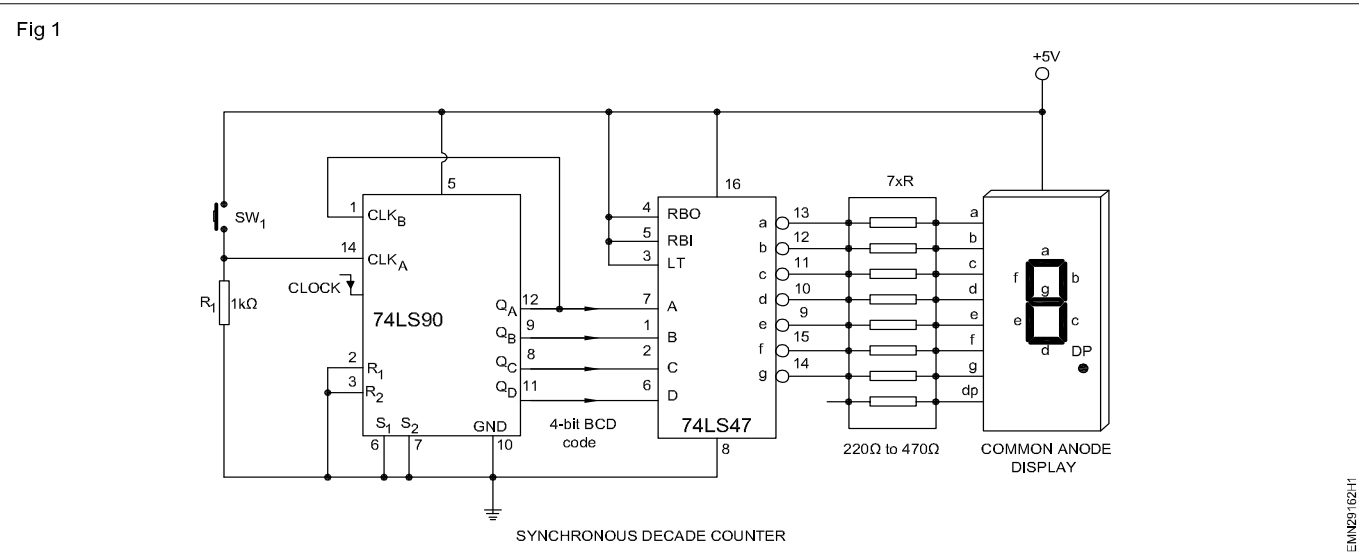 Fig 1
+5V
5
16
7xR
1 CLKB
SW1
14 CLKA
CLOCK
R1 1kΩ
74LS90
QA 12
QB 9
QC 8
QD 11
2 R1
3 R2
S1 S2 GND
6 7 10
4-bit BCD
code
4 RBO
5 RBI
3 LT
7 A
1 B
2 C
6 D
74LS47
8
a 13
b 12
c 11
d 10
e 9
f 15
g 14
a
b
c
d
e
f
g
dp
220Ω to 470Ω
a
f b
g
e c
d DP
COMMON ANODE
DISPLAY
SYNCHRONOUS DECADE COUNTER
EMN29162H1